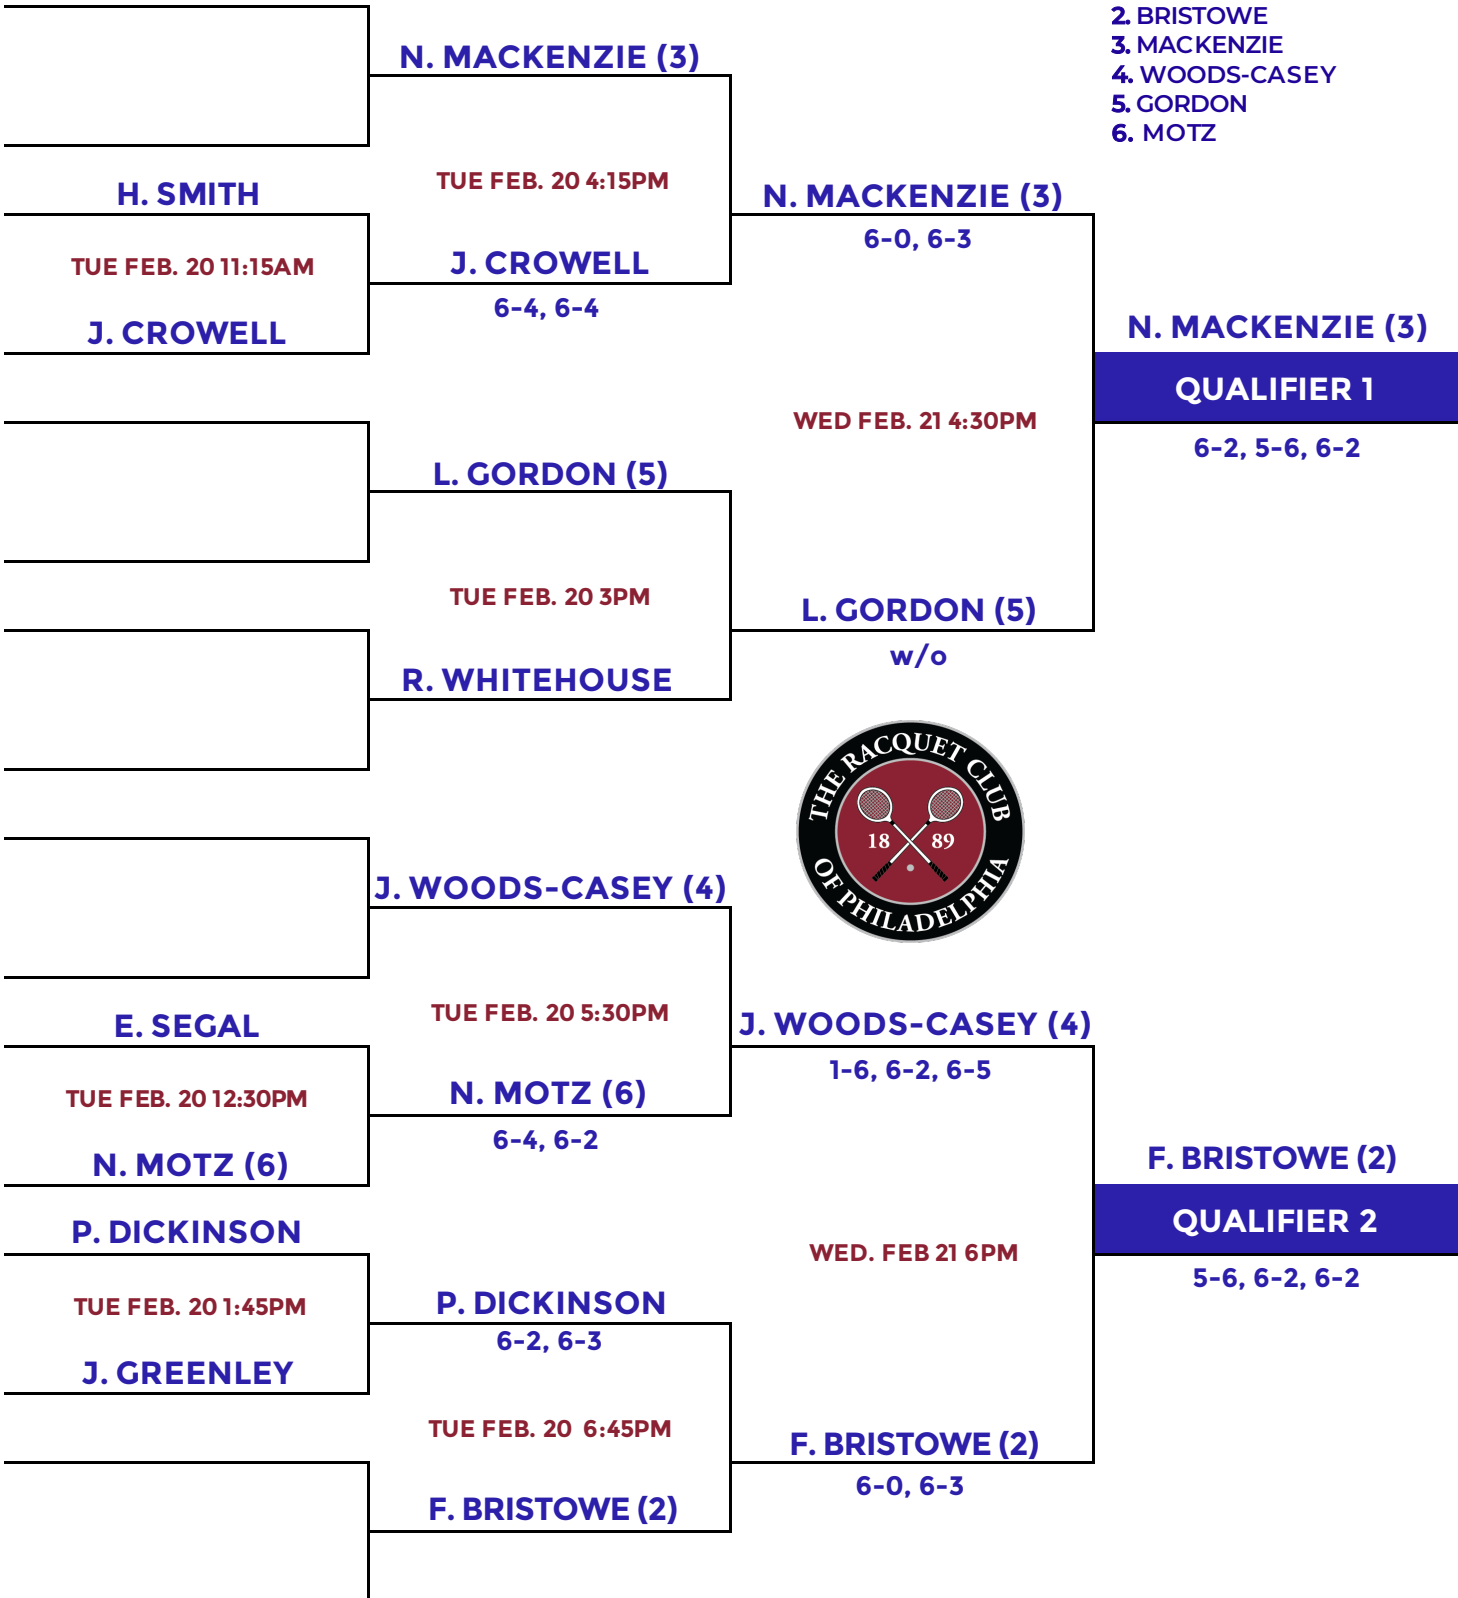 2. BRISTOWE
3. MACKENZIE
4. WOODS-CASEY
5. GORDON
6. MOTZ
N. MACKENZIE (3)
TUE FEB. 20 4:15PM
H. SMITH
TUE FEB. 20 11:15AM
J. CROWELL
J. CROWELL
6-4, 6-4
N. MACKENZIE (3)
6-0, 6-3
N. MACKENZIE (3)
QUALIFIER 1
6-2, 5-6, 6-2
WED FEB. 21 4:30PM
L. GORDON (5)
TUE FEB. 20 3PM
R. WHITEHOUSE
L. GORDON (5)
w/o
THE RACQUET CLUB
18 89
OF PHILADELPHIA
J. WOODS-CASEY (4)
TUE FEB. 20 5:30PM
E. SEGAL
TUE FEB. 20 12:30PM
N. MOTZ (6)
N. MOTZ (6)
6-4, 6-2
J. WOODS-CASEY (4)
1-6, 6-2, 6-5
P. DICKINSON
TUE FEB. 20 1:45PM
J. GREENLEY
P. DICKINSON
6-2, 6-3
TUE FEB. 20 6:45PM
F. BRISTOWE (2)
WED. FEB 21 6PM
F. BRISTOWE (2)
6-0, 6-3
F. BRISTOWE (2)
QUALIFIER 2
5-6, 6-2, 6-2